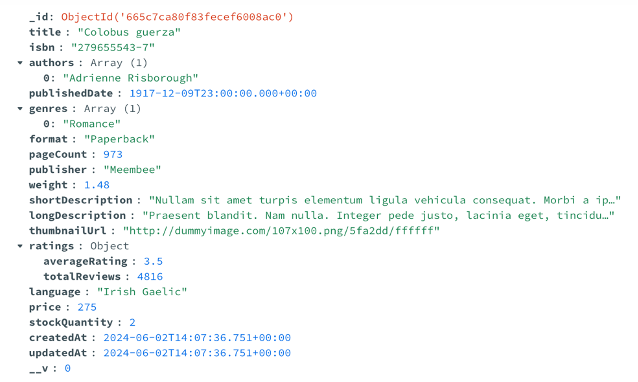 _id: ObjectId('665c7ca80f83fecef6008ac0')
title : "Colobus guerza"
isbn : "279655543-7"
authors : Array (1)
0: "Adrienne Risborough"
publishedDate : 1917-12-09T23:00:00.000+00:00
genres : Array (1)
0: "Romance"
format : "Paperback"
pageCount : 973
publisher : "Meembee"
weight : 1.48
shortDescription : "Nullam sit amet turpis elementum ligula vehicula consequat. Morbi a ip…"
longDescription : "Praesent blandit. Nam nulla. Integer pede justo, lacinia eget, tincidu…"
thumbnailUrl : "http://dummyimage.com/107x100.png/5fa2dd/ffffff"
ratings : Object
averageRating : 3.5
totalReviews : 4816
language : "Irish Gaelic"
price : 275
stockQuantity : 2
createdAt : 2024-06-02T14:07:36.751+00:00
updatedAt : 2024-06-02T14:07:36.751+00:00
__v : 0